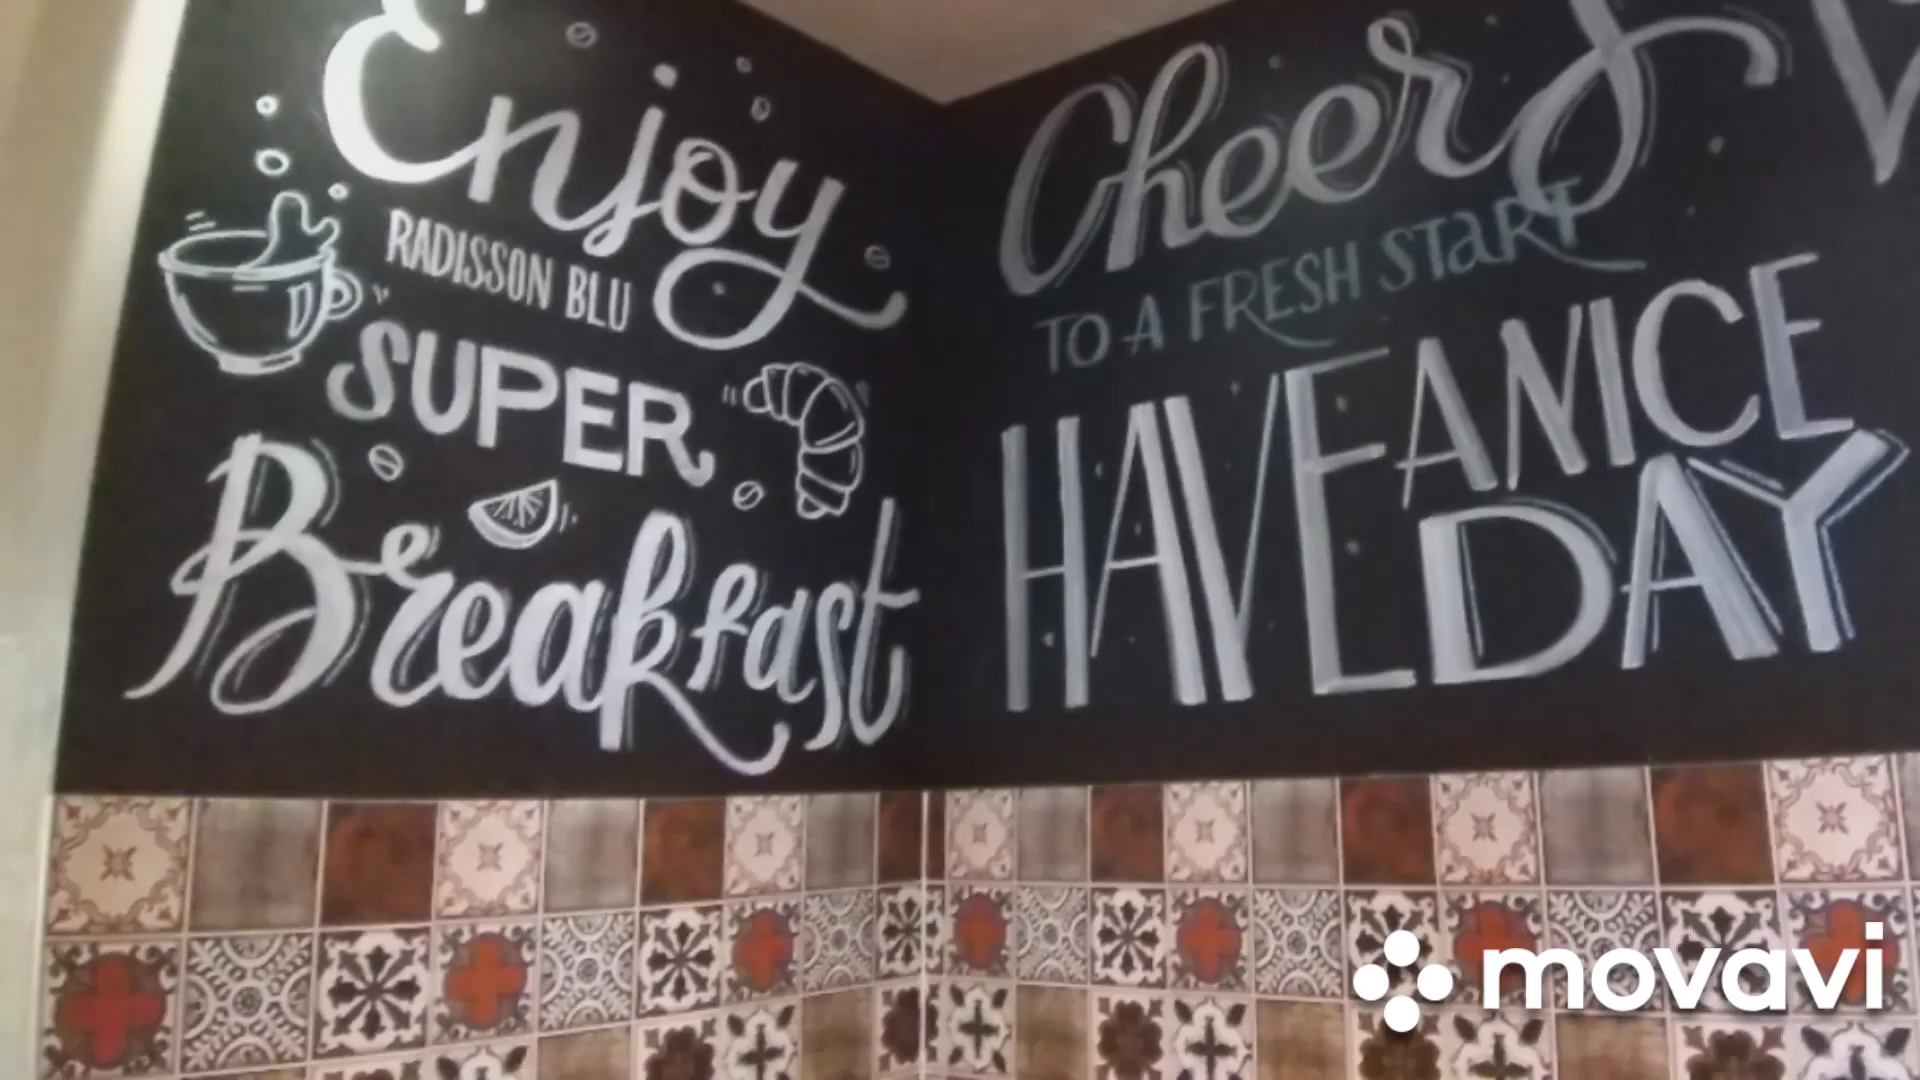 Enjoy
RADISSON BLU
SUPER
Breakfast
Cheers
TO A FRESH START
HAVE A NICE
DAY
movavi